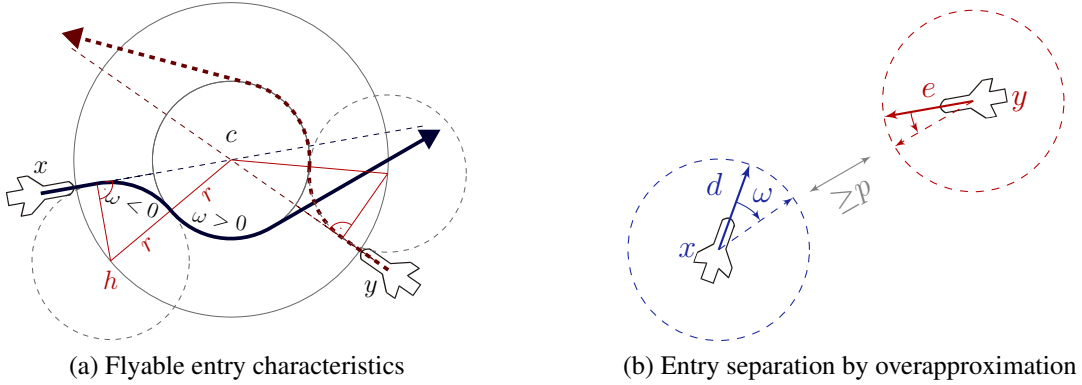 x
c
r
ω < 0
ω > 0
r
h
y
(a) Flyable entry characteristics
e
y
d
ω
≥p
x
(b) Entry separation by overapproximation